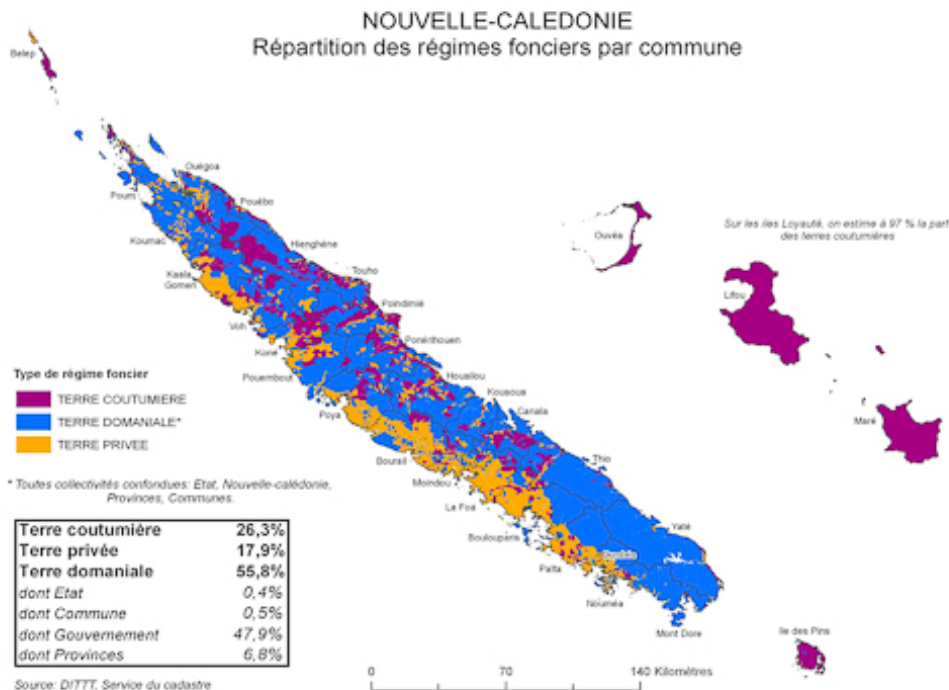 NOUVELLE-CALEDONIE
Répartition des régimes fonciers par commune
Belep
Ouégoa
Poum
Pouébo
Koumac
Hienghène
Ouvéa
Sur les iles Loyauté, on estime à 97 % la part
des terres coutumières
Kaala
Gomen
Touho
Lifou
Voh
Poindimié
Koné
Ponérihouen
Pouembout
Houaïlou
Type de régime foncier
TERRE COUTUMIERE
TERRE DOMANIALE*
TERRE PRIVEE
Kouaoua
Poya
Canala
Maré
Bourail
Thio
* Toutes collectivités confondues: Etat, Nouvelle-calédonie,
Provinces, Communes.
Moindou
La Foa
Boulouparis
Yaté
Païta
Nouméa
Mont Dore
Ile des Pins
Terre coutumière 26,3%
Terre privée 17,9%
Terre domaniale 55,8%
dont Etat 0,4%
dont Commune 0,5%
dont Gouvernement 47,9%
dont Provinces 6,8%
0 70 140 Kilomètres
Source: DITTT, Service du cadastre